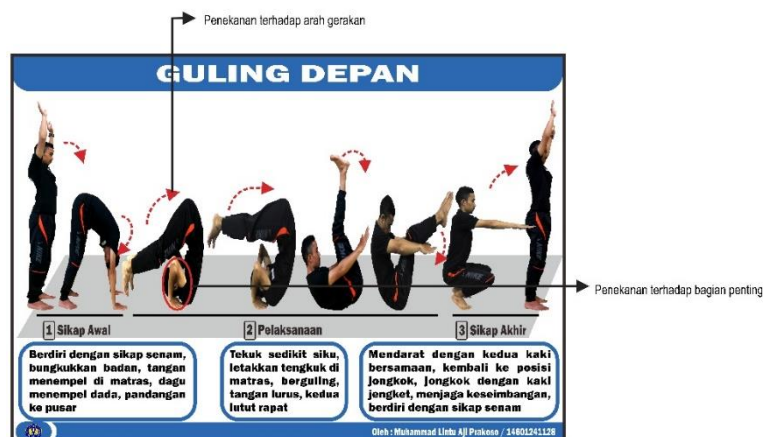 Penekanan terhadap arah gerakan
GULING DEPAN
Penekanan terhadap bagian penting
1 Sikap Awal
2 Pelaksanaan
3 Sikap Akhir
Berdiri dengan sikap senam,
bungkukkan badan, tangan
menempel di matras, dagu
menempel dada, pandangan
ke pusar
Tekuk sedikit siku,
letakkan tengkuk di
matras, berguling,
tangan lurus, kedua
lutut rapat
Mendarat dengan kedua kaki
bersamaan, kembali ke posisi
jongkok, jongkok dengan kaki
jengket, menjaga keseimbangan,
berdiri dengan sikap senam
Oleh : Muhammad Lintu Aji Prakoso / 14601241128